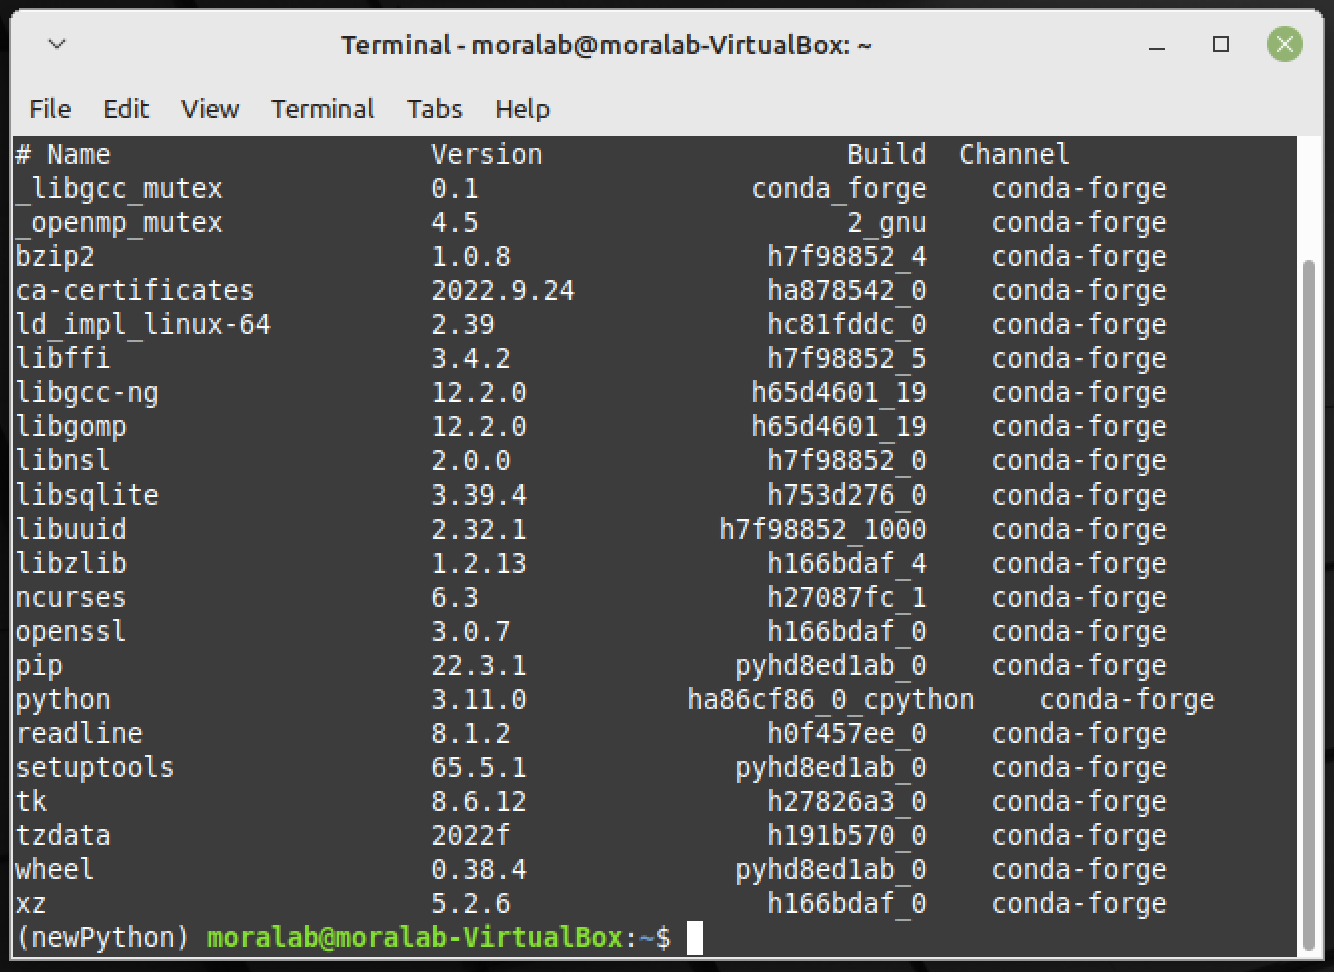 Terminal - moralab@moralab-VirtualBox: ~
File Edit View Terminal Tabs Help
# Name Version Build Channel
_libgcc_mutex 0.1 conda_forge conda-forge
_openmp_mutex 4.5 2_gnu conda-forge
bzip2 1.0.8 h7f98852_4 conda-forge
ca-certificates 2022.9.24 ha878542_0 conda-forge
ld_impl_linux-64 2.39 hc81fddc_0 conda-forge
libffi 3.4.2 h7f98852_5 conda-forge
libgcc-ng 12.2.0 h65d4601_19 conda-forge
libgomp 12.2.0 h65d4601_19 conda-forge
libnsl 2.0.0 h7f98852_0 conda-forge
libsqlite 3.39.4 h753d276_0 conda-forge
libuuid 2.32.1 h7f98852_1000 conda-forge
libzlib 1.2.13 h166bdaf_4 conda-forge
ncurses 6.3 h27087fc_1 conda-forge
openssl 3.0.7 h166bdaf_0 conda-forge
pip 22.3.1 pyhd8ed1ab_0 conda-forge
python 3.11.0 ha86cf86_0_cpython conda-forge
readline 8.1.2 h0f457ee_0 conda-forge
setuptools 65.5.1 pyhd8ed1ab_0 conda-forge
tk 8.6.12 h27826a3_0 conda-forge
tzdata 2022f h191b570_0 conda-forge
wheel 0.38.4 pyhd8ed1ab_0 conda-forge
xz 5.2.6 h166bdaf_0 conda-forge
(newPython) moralab@moralab-VirtualBox:~$